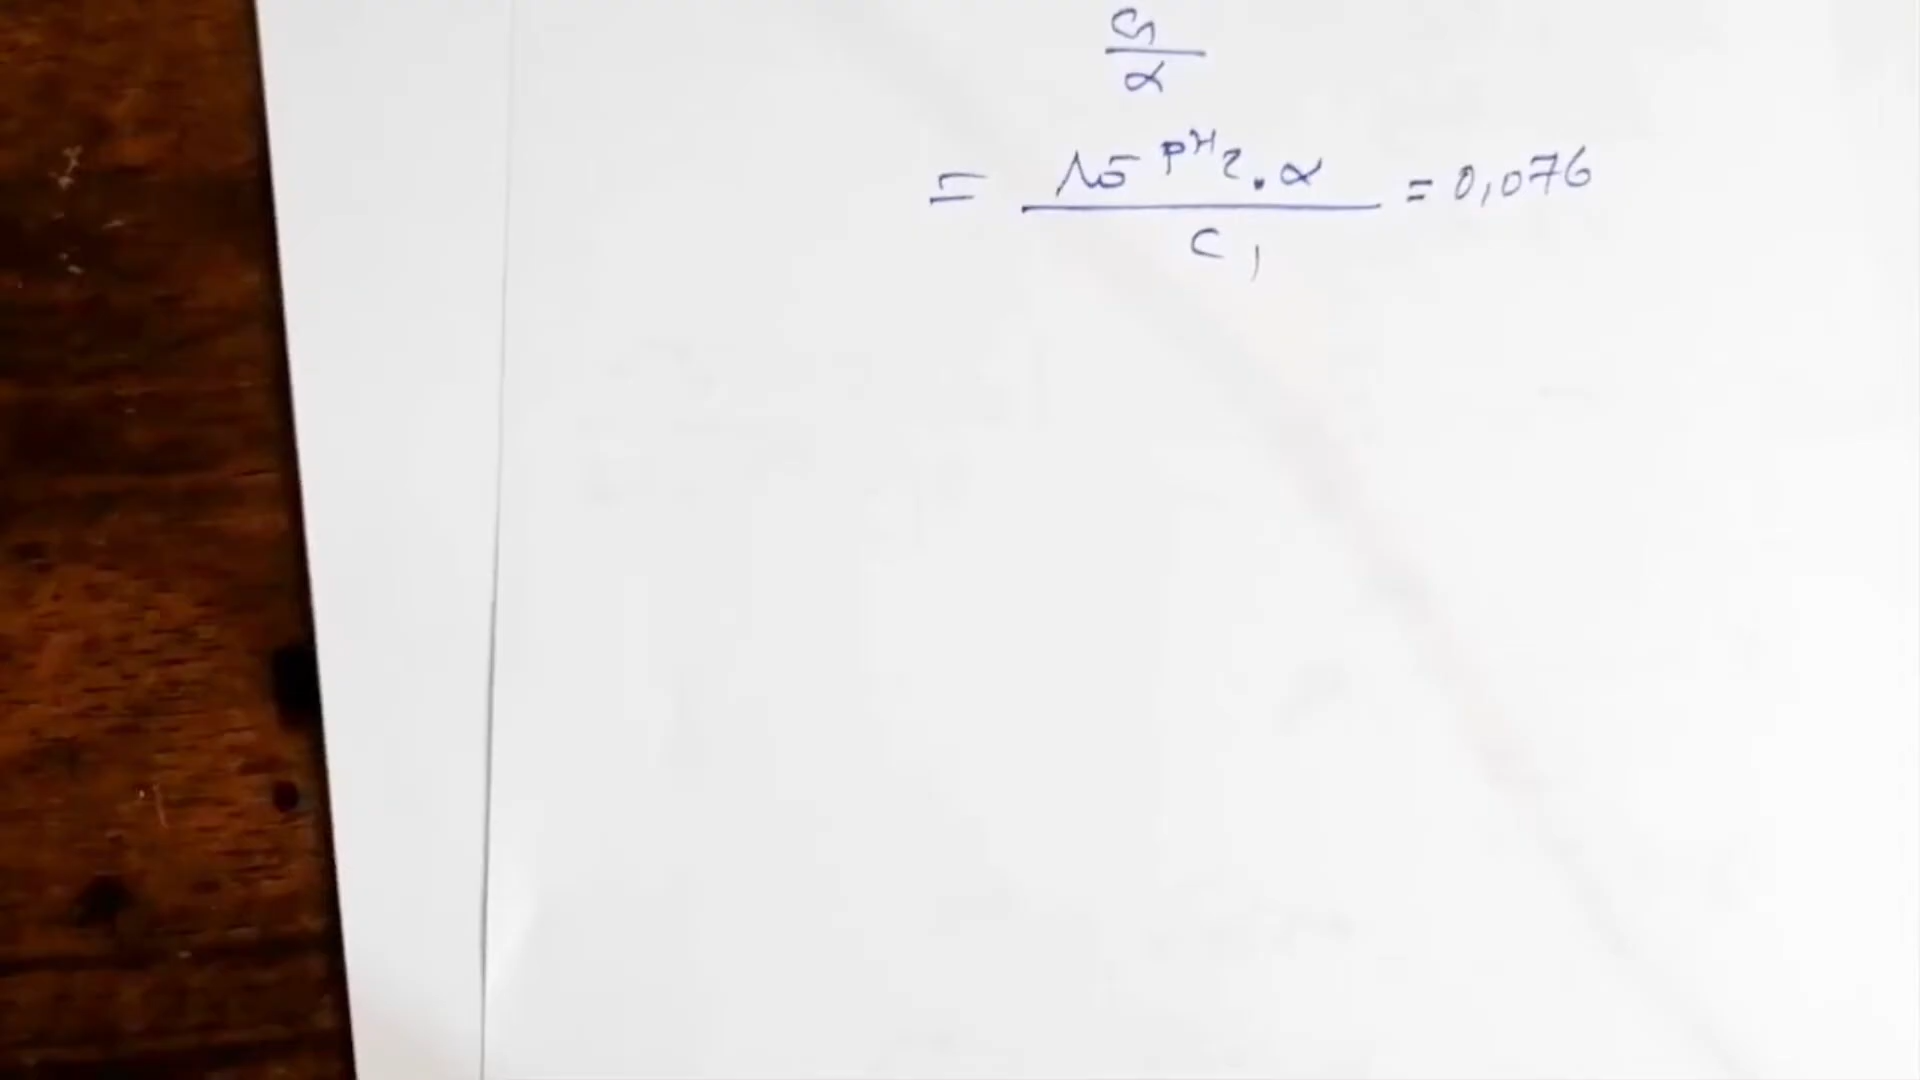 C1
α
= 10^-pH2 . α = 0,076
C1